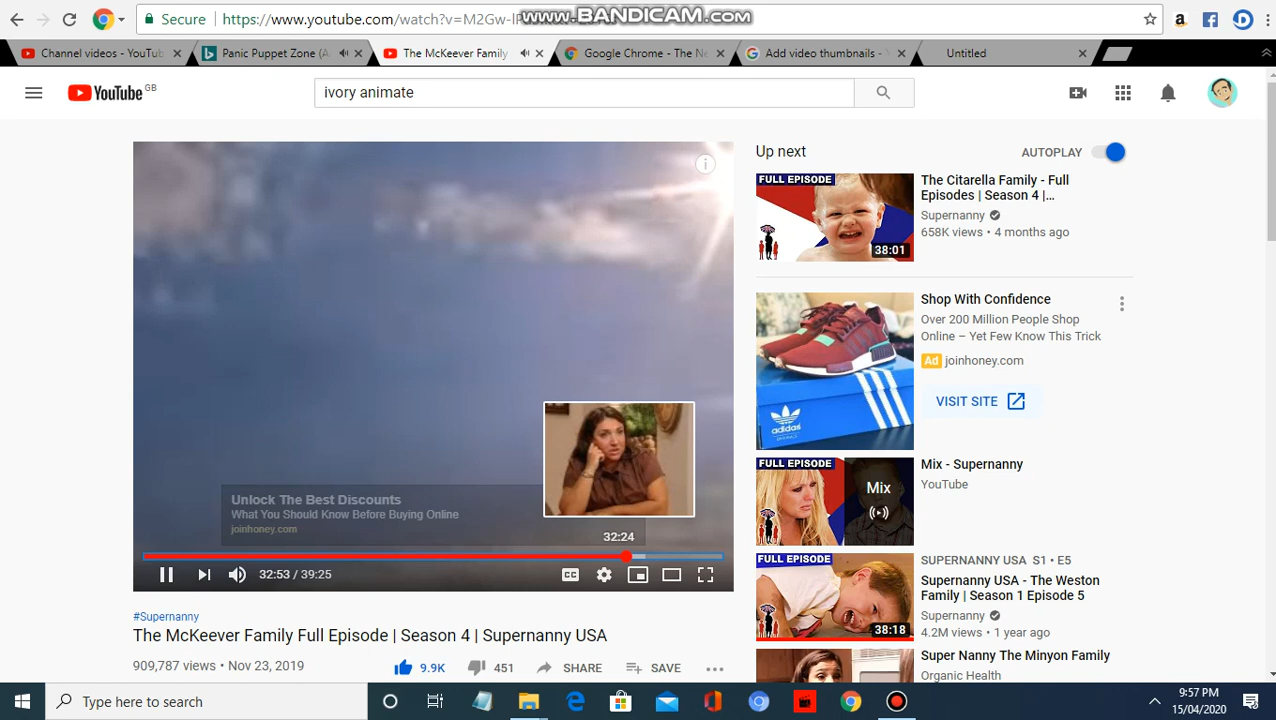 Secure
https://www.youtube.com/watch?v=M2Gw-
www.BANDICAM.com
Channel videos - YouTu
Panic Puppet Zone (A
The McKeever Family
Google Chrome - The Ne
Add video thumbnails -
Untitled
YouTube GB
ivory animate
Up next
AUTOPLAY
FULL EPISODE
38:01
The Citarella Family - Full
Episodes | Season 4 |…
Supernanny
658K views • 4 months ago
adidas
Shop With Confidence
Over 200 Million People Shop
Online – Yet Few Know This Trick
Ad joinhoney.com
VISIT SITE
FULL EPISODE
Mix
Mix - Supernanny
YouTube
Unlock The Best Discounts
What You Should Know Before Buying Online
joinhoney.com
32:24
32:53 / 39:25
CC
FULL EPISODE
38:18
SUPERNANNY USA S1 • E5
Supernanny USA - The Weston
Family | Season 1 Episode 5
Supernanny
4.2M views • 1 year ago
#Supernanny
The McKeever Family Full Episode | Season 4 | Supernanny USA
909,787 views • Nov 23, 2019
9.9K
451
SHARE
SAVE
Super Nanny The Minyon Family
Organic Health
Type here to search
9:57 PM
15/04/2020